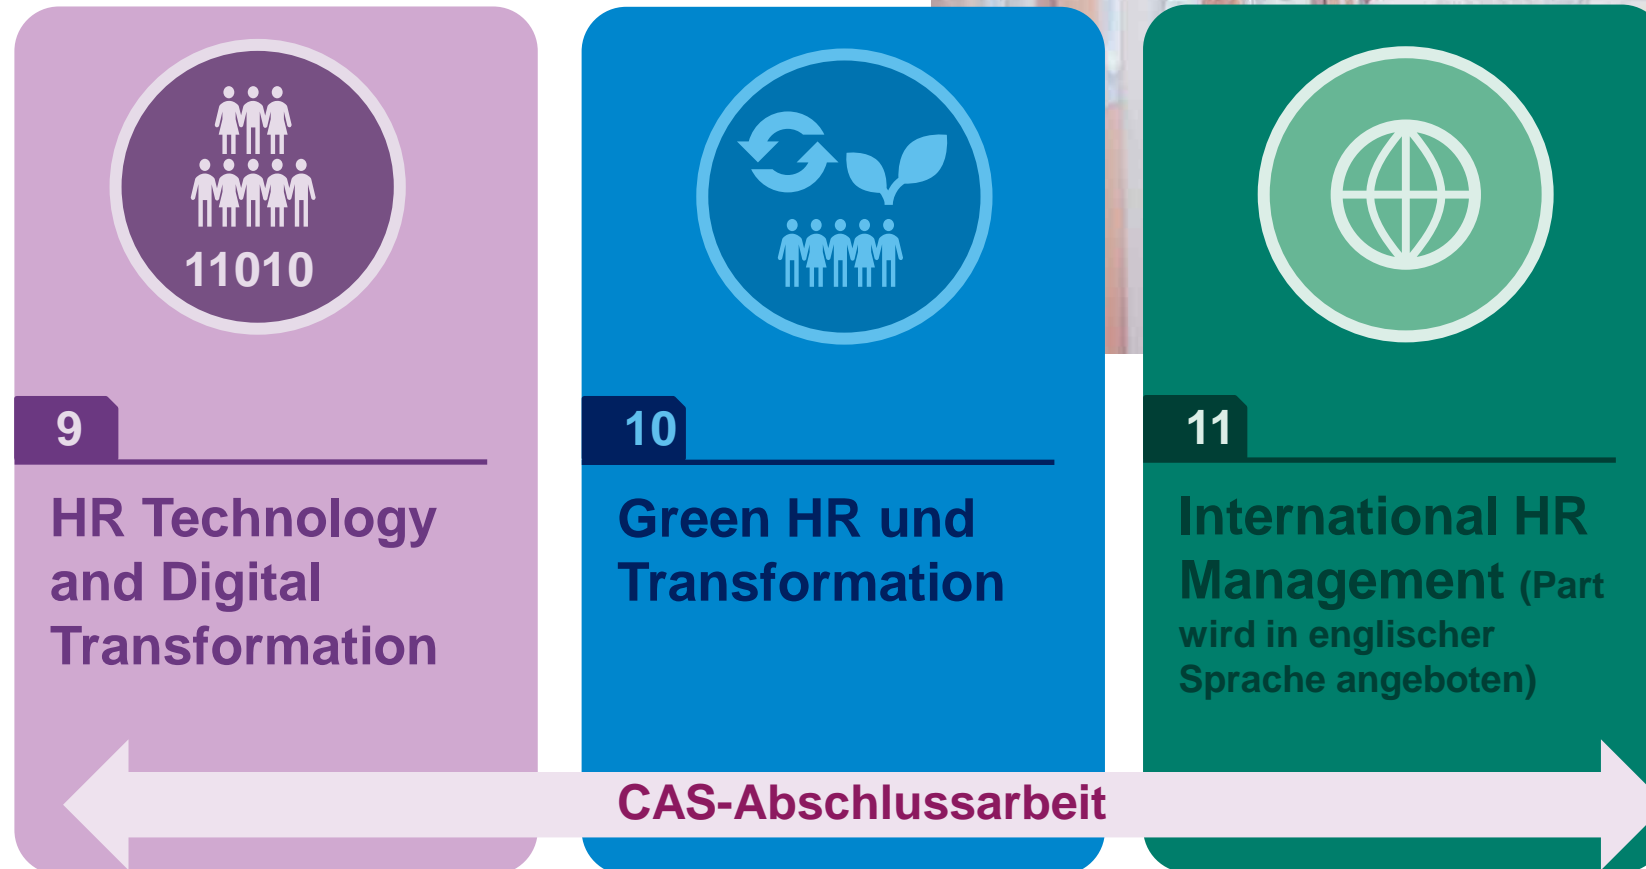 11010
9
HR Technology
and Digital
Transformation
10
Green HR und
Transformation
11
International HR
Management (Part
wird in englischer
Sprache angeboten)
CAS-Abschlussarbeit